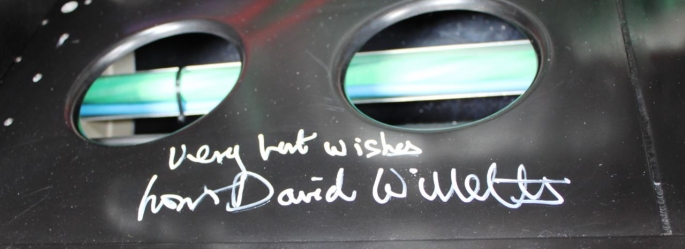 very best wishes
from David Willetts